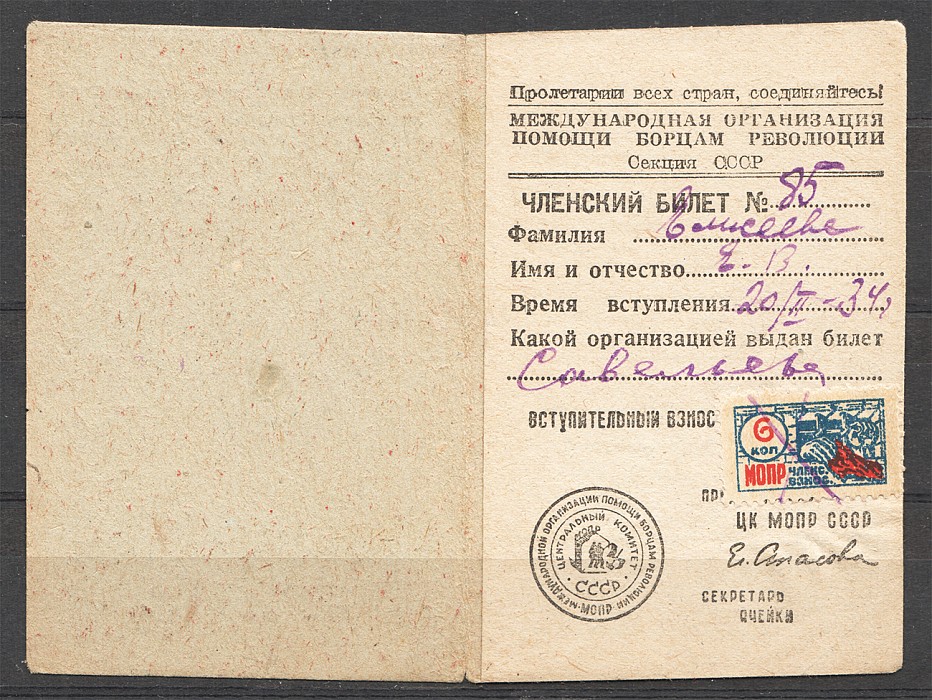 Пролетарии всех стран, соединяйтесь!
МЕЖДУНАРОДНАЯ ОРГАНИЗАЦИЯ
ПОМОЩИ БОРЦАМ РЕВОЛЮЦИИ
Секция СССР
ЧЛЕНСКИЙ БИЛЕТ № 85
Фамилия Елисеева
Имя и отчество Е. В.
Время вступления 20/II-34,
Какой организацией выдан билет
Савельева
ВСТУПИТЕЛЬНЫЙ ВЗНОС
6
КОП
МОПР ЧЛЕНС. ВЗНОС.
ЦК МОПР СССР
Е. Стасова
СЕКРЕТАРЬ
ЯЧЕЙКИ
МЕЖДУНАРОДНОЙ ОРГАНИЗАЦИИ ПОМОЩИ БОРЦАМ РЕВОЛЮЦИИ
ЦЕНТРАЛЬНЫЙ КОМИТЕТ
МОПР
СССР
МОПР